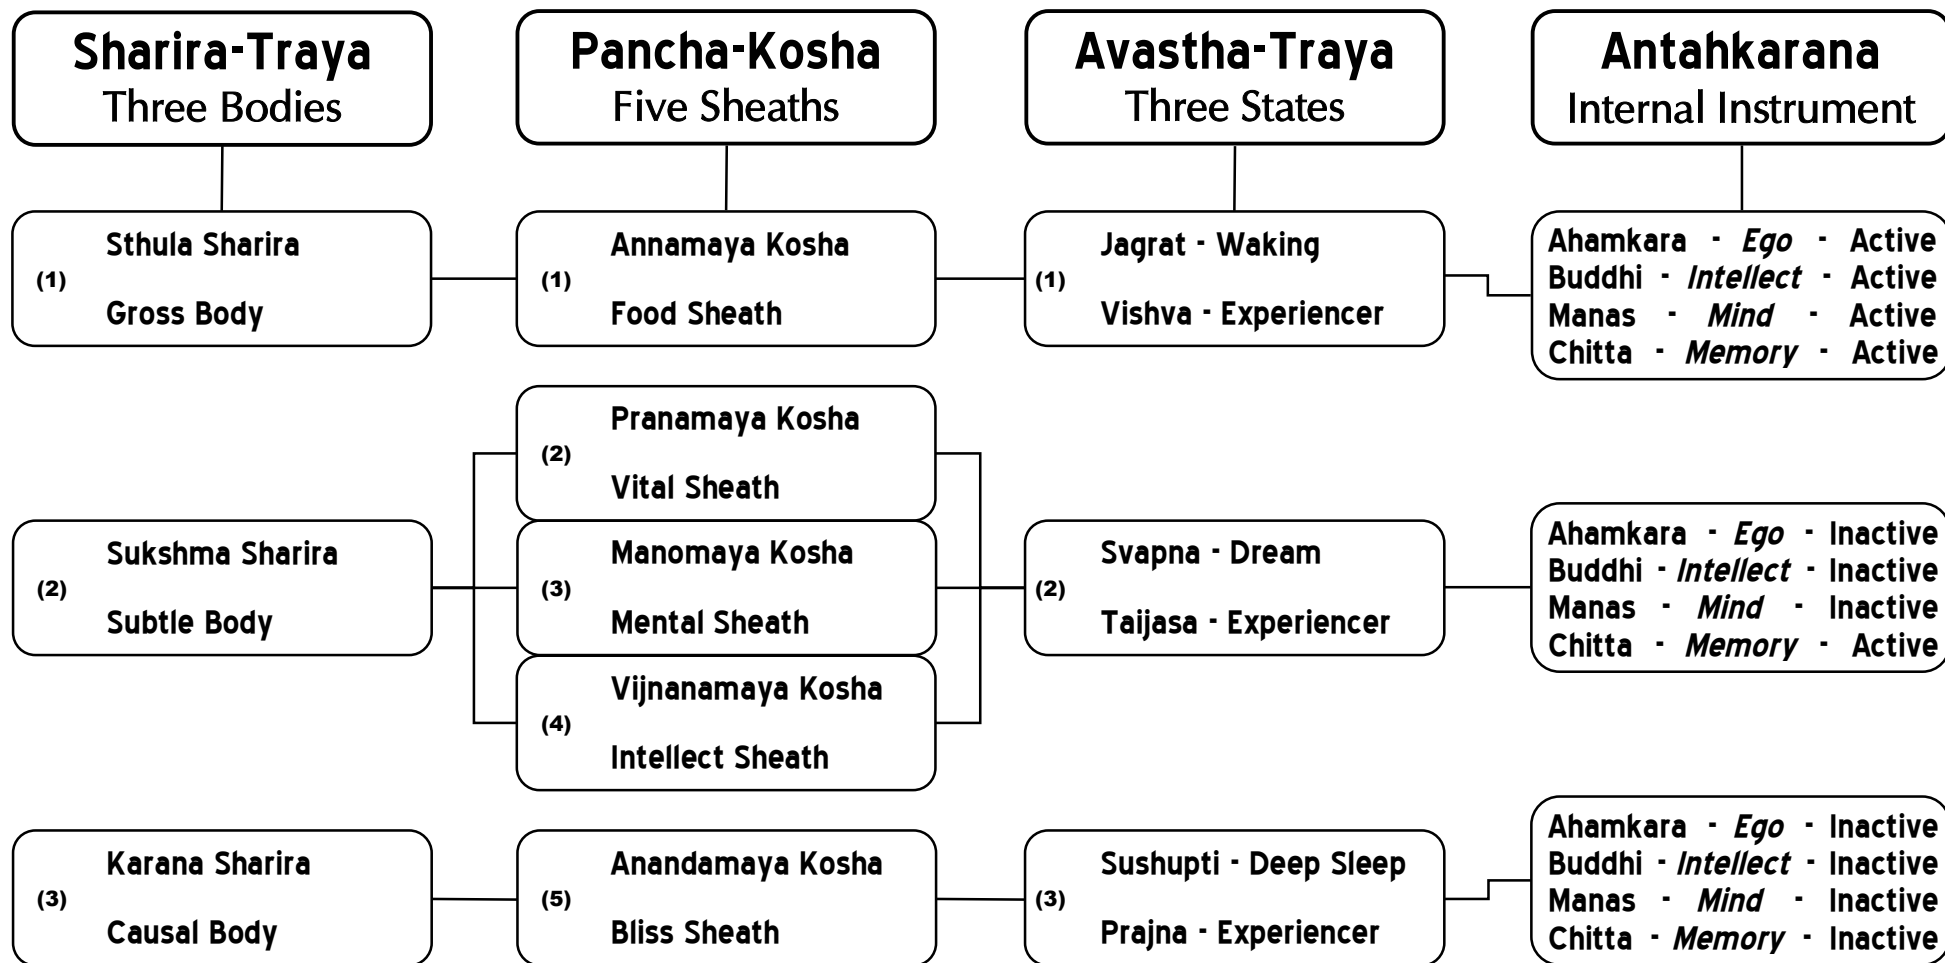 Sharira-Traya
Three Bodies
Pancha-Kosha
Five Sheaths
Avastha-Traya
Three States
Antahkarana
Internal Instrument
(1)
Sthula Sharira
Gross Body
(1)
Annamaya Kosha
Food Sheath
(1)
Jagrat - Waking
Vishva - Experiencer
Ahamkara - Ego - Active
Buddhi - Intellect - Active
Manas - Mind - Active
Chitta - Memory - Active
(2)
Sukshma Sharira
Subtle Body
(2)
Pranamaya Kosha
Vital Sheath
(3)
Manomaya Kosha
Mental Sheath
(4)
Vijnanamaya Kosha
Intellect Sheath
(2)
Svapna - Dream
Taijasa - Experiencer
Ahamkara - Ego - Inactive
Buddhi - Intellect - Inactive
Manas - Mind - Inactive
Chitta - Memory - Active
(3)
Karana Sharira
Causal Body
(5)
Anandamaya Kosha
Bliss Sheath
(3)
Sushupti - Deep Sleep
Prajna - Experiencer
Ahamkara - Ego - Inactive
Buddhi - Intellect - Inactive
Manas - Mind - Inactive
Chitta - Memory - Inactive